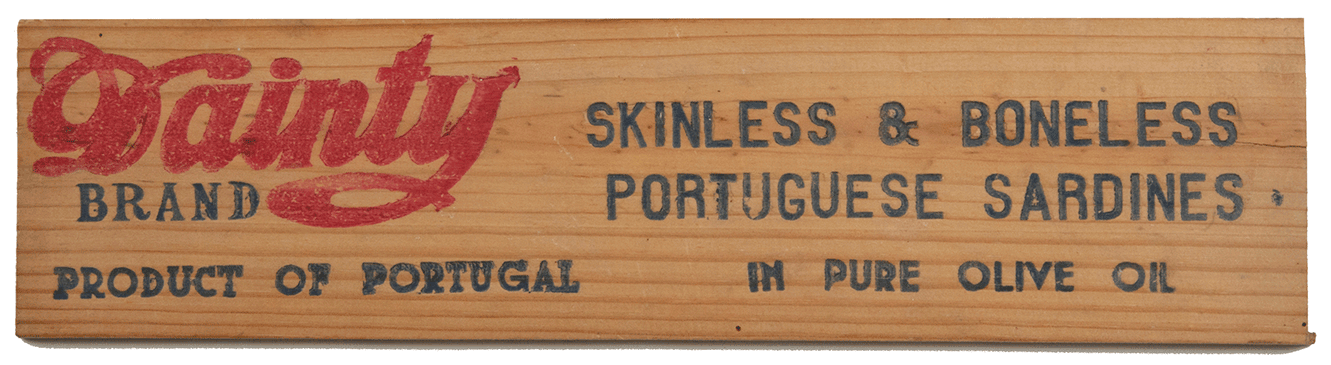 Dainty
BRAND
PRODUCT OF PORTUGAL
SKINLESS & BONELESS
PORTUGUESE SARDINES
IN PURE OLIVE OIL